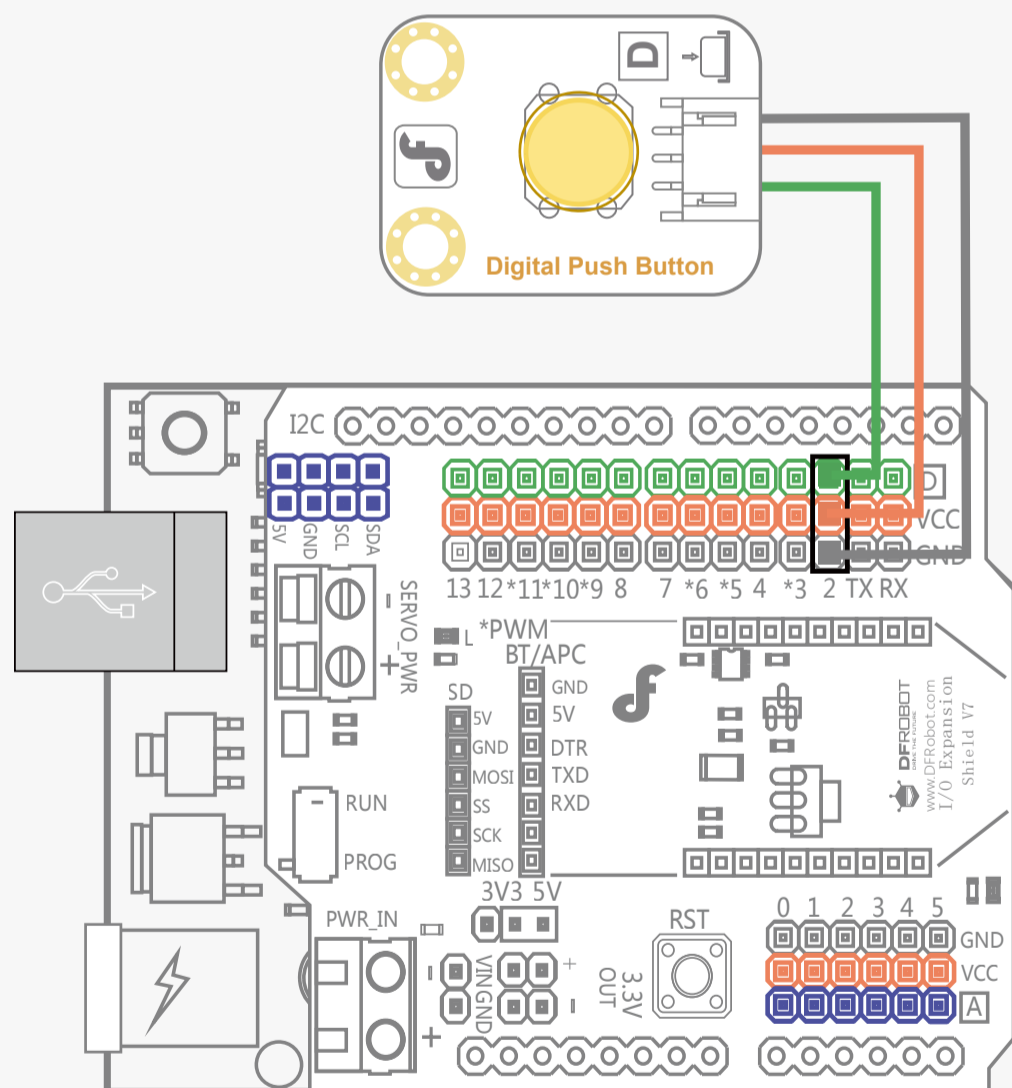 D
Digital Push Button
I2C
D
VCC
GND
5V
GND
SCL
SDA
13 12 *11 *10 *9 8 7 *6 *5 4 *3 2 TX RX
SERVO_PWR
-
+
L
*PWM
BT/APC
GND
5V
DTR
TXD
RXD
SD
5V
GND
MOSI
SS
SCK
MISO
DFROBOT
DRIVE THE FUTURE
www.DFRobot.com
I/O Expansion
Shield V7
RUN
PROG
3V3 5V
PWR_IN
-
+
VIN
GND
+
-
3.3V
OUT
RST
0 1 2 3 4 5
GND
VCC
A